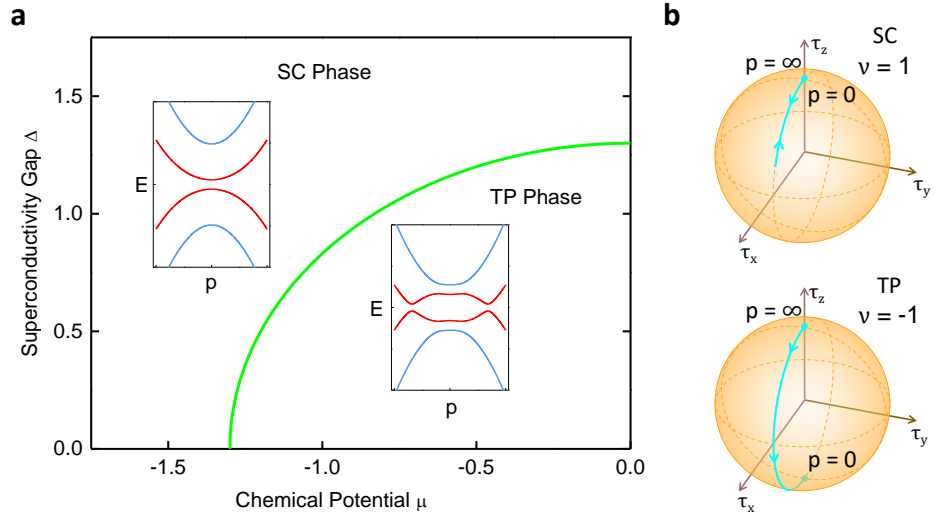 a
Superconductivity Gap Δ
1.5
1.0
0.5
0.0
-1.5
-1.0
-0.5
0.0
Chemical Potential μ
SC Phase
E
p
TP Phase
E
p
b
τz
SC
p = ∞
ν = 1
p = 0
τy
τx
τz
TP
p = ∞
ν = -1
τy
p = 0
τx